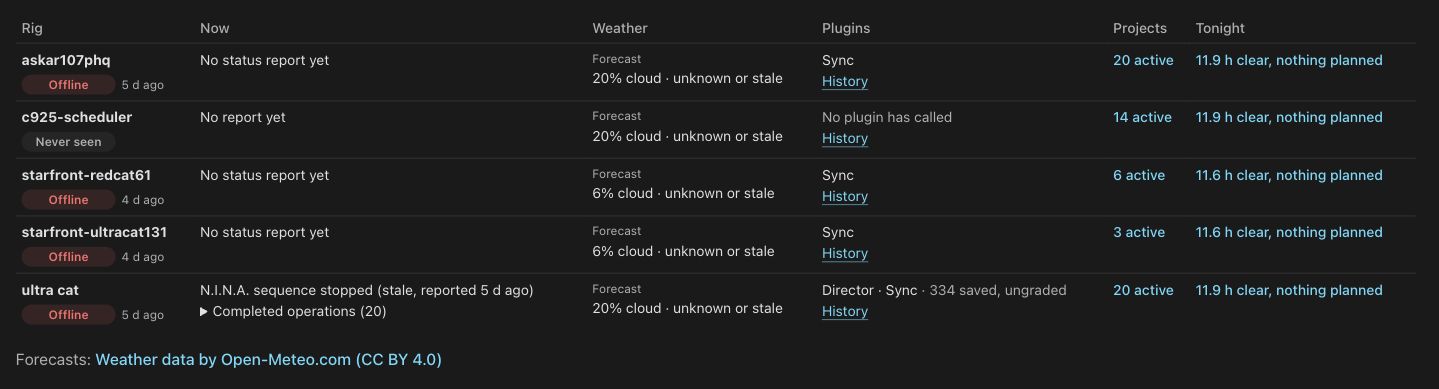 Rig Now Weather Plugins Projects Tonight
askar107phq No status report yet Forecast Sync 20 active 11.9 h clear, nothing planned
Offline 5 d ago 20% cloud · unknown or stale History
c925-scheduler No report yet Forecast No plugin has called 14 active 11.9 h clear, nothing planned
Never seen 20% cloud · unknown or stale History
starfront-redcat61 No status report yet Forecast Sync 6 active 11.6 h clear, nothing planned
Offline 4 d ago 6% cloud · unknown or stale History
starfront-ultracat131 No status report yet Forecast Sync 3 active 11.6 h clear, nothing planned
Offline 4 d ago 6% cloud · unknown or stale History
ultra cat N.I.N.A. sequence stopped (stale, reported 5 d ago) Forecast Director · Sync · 334 saved, ungraded 20 active 11.9 h clear, nothing planned
Offline 5 d ago ▶ Completed operations (20) 20% cloud · unknown or stale History
Forecasts: Weather data by Open-Meteo.com (CC BY 4.0)